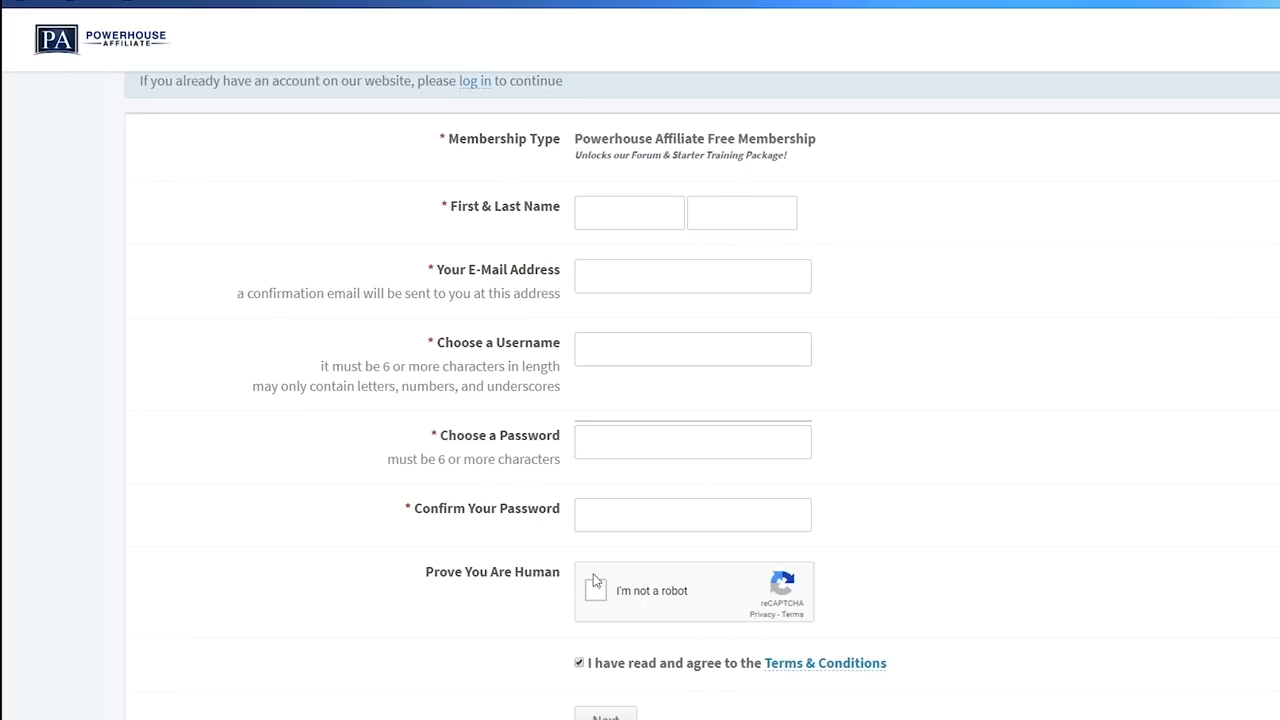 PA POWERHOUSE
AFFILIATE
If you already have an account on our website, please log in to continue
* Membership Type
Powerhouse Affiliate Free Membership
Unlocks our Forum & Starter Training Package!
* First & Last Name
* Your E-Mail Address
a confirmation email will be sent to you at this address
* Choose a Username
it must be 6 or more characters in length
may only contain letters, numbers, and underscores
* Choose a Password
must be 6 or more characters
* Confirm Your Password
Prove You Are Human
I'm not a robot
reCAPTCHA
Privacy - Terms
I have read and agree to the Terms & Conditions
Next